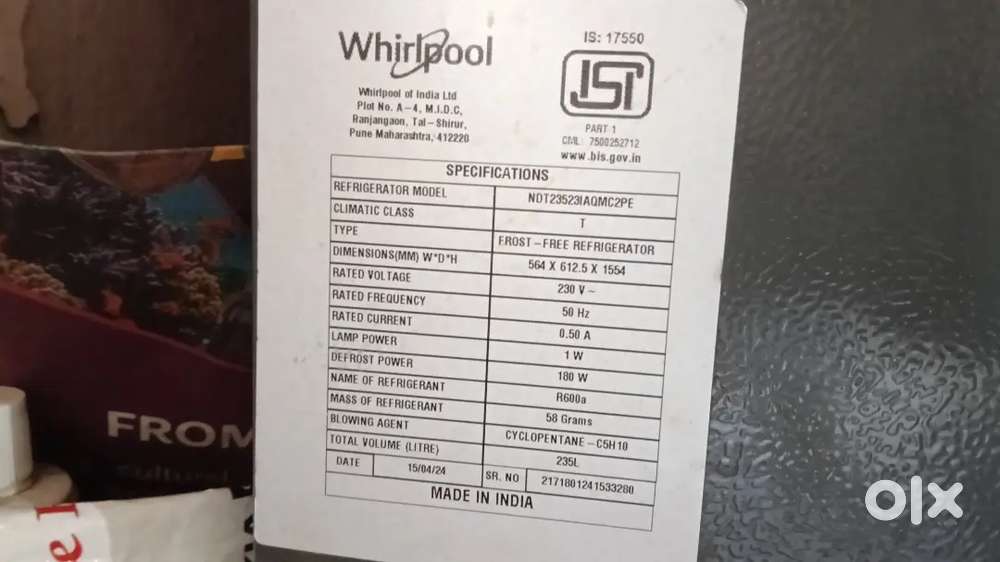 Whirlpool
Whirlpool of India Ltd
Plot No. A-4, M.I.D.C,
Ranjangaon, Tal-Shirur,
Pune Maharashtra, 412220
IS: 17550
ISI
PART 1
CML: 7500252712
www.bis.gov.in
SPECIFICATIONS
REFRIGERATOR MODEL NDT23523IAQMC2PE
CLIMATIC CLASS T
TYPE FROST-FREE REFRIGERATOR
DIMENSIONS(MM) W*D*H 564 X 612.5 X 1554
RATED VOLTAGE 230 V ~
RATED FREQUENCY 50 Hz
RATED CURRENT 0.50 A
LAMP POWER 1 W
DEFROST POWER 180 W
NAME OF REFRIGERANT R600a
MASS OF REFRIGERANT 58 Grams
BLOWING AGENT CYCLOPENTANE-C5H10
TOTAL VOLUME (LITRE) 235L
DATE 15/04/24 SR. NO 2171801241533280
MADE IN INDIA
FROM
olx